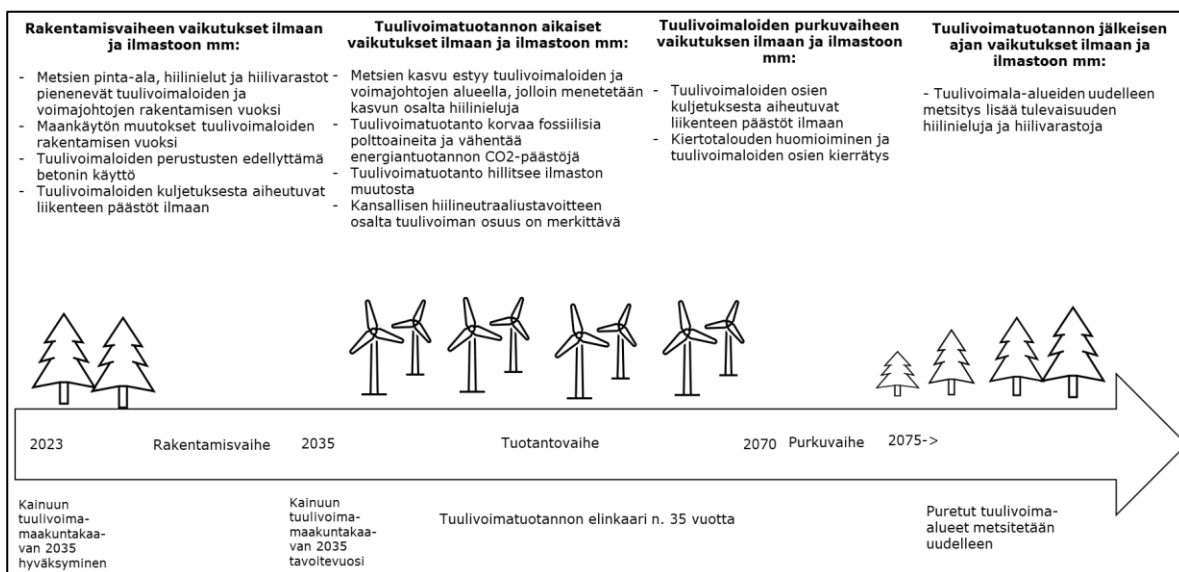 Rakentamisvaiheen vaikutukset ilmaan
ja ilmastoon mm:
- Metsien pinta-ala, hiilinielut ja hiilivarastot
pienenevät tuulivoimaloiden ja
voimajohtojen rakentamisen vuoksi
- Maankäytön muutokset tuulivoimaloiden
rakentamisen vuoksi
- Tuulivoimaloiden perustusten edellyttämä
betonin käyttö
- Tuulivoimaloiden kuljetuksesta aiheutuvat
liikenteen päästöt ilmaan
Tuulivoimatuotannon aikaiset
vaikutukset ilmaan ja ilmastoon mm:
- Metsien kasvu estyy tuulivoimaloiden ja
voimajohtojen alueella, jolloin menetetään
kasvun osalta hiilinieluja
- Tuulivoimatuotanto korvaa fossiilisia
polttoaineita ja vähentää
energiantuotannon CO2-päästöjä
- Tuulivoimatuotanto hillitsee ilmaston
muutosta
- Kansallisen hiilineutraaliustavoitteen
osalta tuulivoiman osuus on merkittävä
Tuulivoimaloiden purkuvaiheen
vaikutuksen ilmaan ja ilmastoon
mm:
- Tuulivoimaloiden osien
kuljetuksesta aiheutuvat
liikenteen päästöt ilmaan
- Kiertotalouden huomioiminen ja
tuulivoimaloiden osien kierrätys
Tuulivoimatuotannon jälkeisen
ajan vaikutukset ilmaan ja
ilmastoon mm:
- Tuulivoimala-alueiden uudelleen
metsitys lisää tulevaisuuden
hiilinieluja ja hiilivarastoja
2023 Rakentamisvaihe 2035 Tuotantovaihe 2070 Purkuvaihe 2075->
Kainuun
tuulivoima-
maakuntakaa-
van 2035
hyväksyminen
Kainuun
tuulivoima-
maakuntakaa-
van 2035
tavoitevuosi
Tuulivoimatuotannon elinkaari n. 35 vuotta
Puretut tuulivoima-
alueet metsitetään
uudelleen